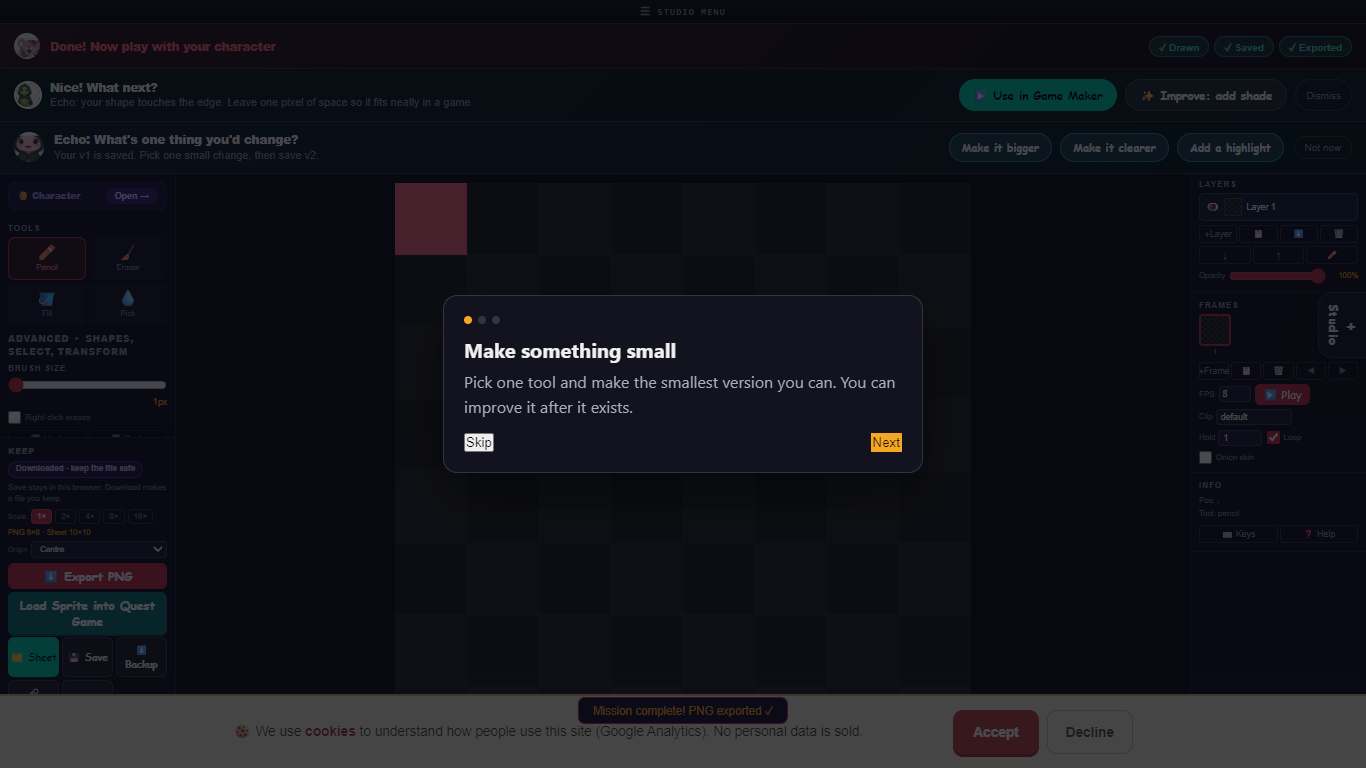 ☰ STUDIO MENU
Done! Now play with your character
✓ Drawn
✓ Saved
✓ Exported
Nice! What next?
Echo: your shape touches the edge. Leave one pixel of space so it fits neatly in a game.
Use in Game Maker
Improve: add shade
Dismiss
Echo: What's one thing you'd change?
Your v1 is saved. Pick one small change, then save v2.
Make it bigger
Make it clearer
Add a highlight
Not now
Character
Open →
TOOLS
Pencil
Eraser
Fill
Pick
ADVANCED · SHAPES,
SELECT, TRANSFORM
BRUSH SIZE
1px
Right-click erases
KEEP
Downloaded - keep the file safe
Save stays in this browser. Download makes
a file you keep.
Scale
1×
2×
4×
8×
16×
PNG 8×8 · Sheet 10×10
Origin
Centre
Export PNG
Load Sprite into Quest
Game
Sheet
Save
Backup
Make something small
Pick one tool and make the smallest version you can. You can
improve it after it exists.
Skip
Next
LAYERS
Layer 1
+Layer
↓
↑
Opacity
100%
FRAMES
1
+ Studio
+Frame
◀
▶
FPS
8
Play
Clip
default
Hold
1
Loop
Onion skin
INFO
Pos: ,
Tool: pencil
Keys
Help
Mission complete! PNG exported ✓
We use cookies to understand how people use this site (Google Analytics). No personal data is sold.
Accept
Decline